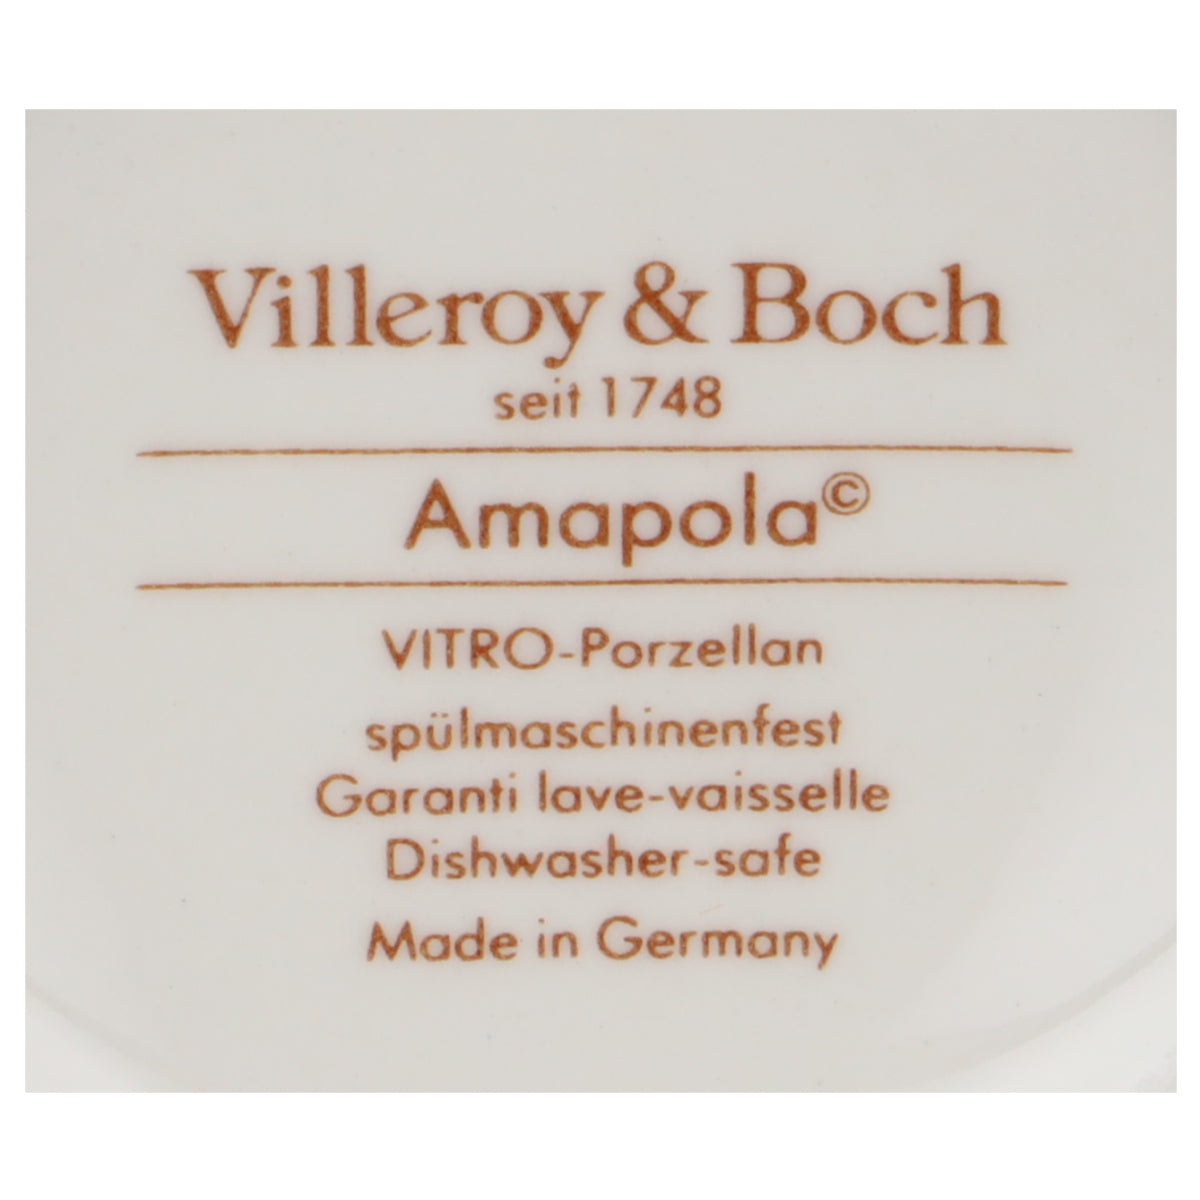 Villeroy & Boch
seit 1748
Amapola©
VITRO-Porzellan
spülmaschinenfest
Garanti lave-vaisselle
Dishwasher-safe
Made in Germany